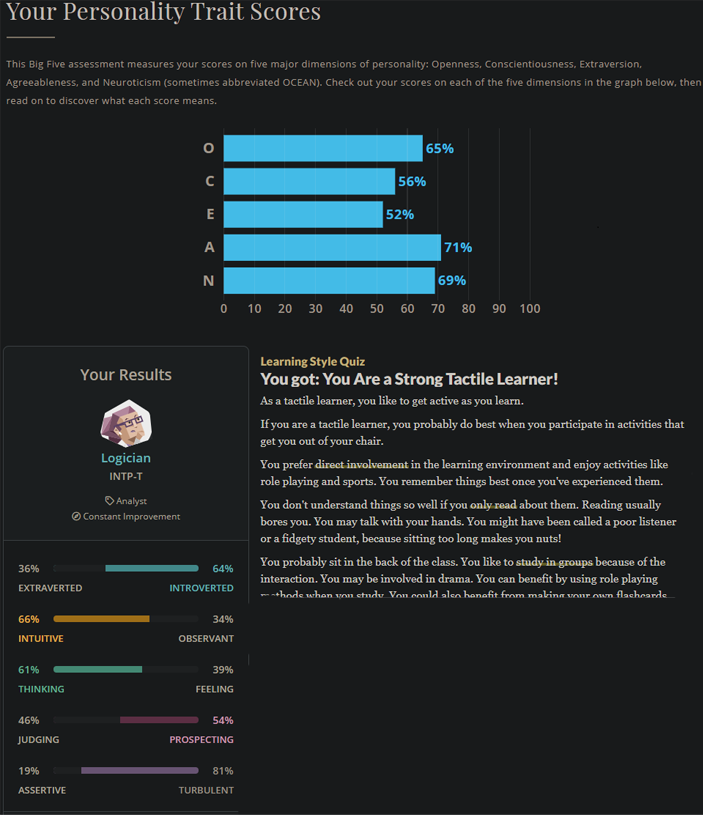 Your Personality Trait Scores
This Big Five assessment measures your scores on five major dimensions of personality: Openness, Conscientiousness, Extraversion,
Agreeableness, and Neuroticism (sometimes abbreviated OCEAN). Check out your scores on each of the five dimensions in the graph below, then
read on to discover what each score means.
O 65%
C 56%
E 52%
A 71%
N 69%
0 10 20 30 40 50 60 70 80 90 100
Your Results
Logician
INTP-T
Analyst
Constant Improvement
36% 64%
EXTRAVERTED INTROVERTED
66% 34%
INTUITIVE OBSERVANT
61% 39%
THINKING FEELING
46% 54%
JUDGING PROSPECTING
19% 81%
ASSERTIVE TURBULENT
Learning Style Quiz
You got: You Are a Strong Tactile Learner!
As a tactile learner, you like to get active as you learn.
If you are a tactile learner, you probably do best when you participate in activities that
get you out of your chair.
You prefer direct involvement in the learning environment and enjoy activities like
role playing and sports. You remember things best once you've experienced them.
You don't understand things so well if you only read about them. Reading usually
bores you. You may talk with your hands. You might have been called a poor listener
or a fidgety student, because sitting too long makes you nuts!
You probably sit in the back of the class. You like to study in groups because of the
interaction. You may be involved in drama. You can benefit by using role playing
methods when you study. You could also benefit from making your own flashcards